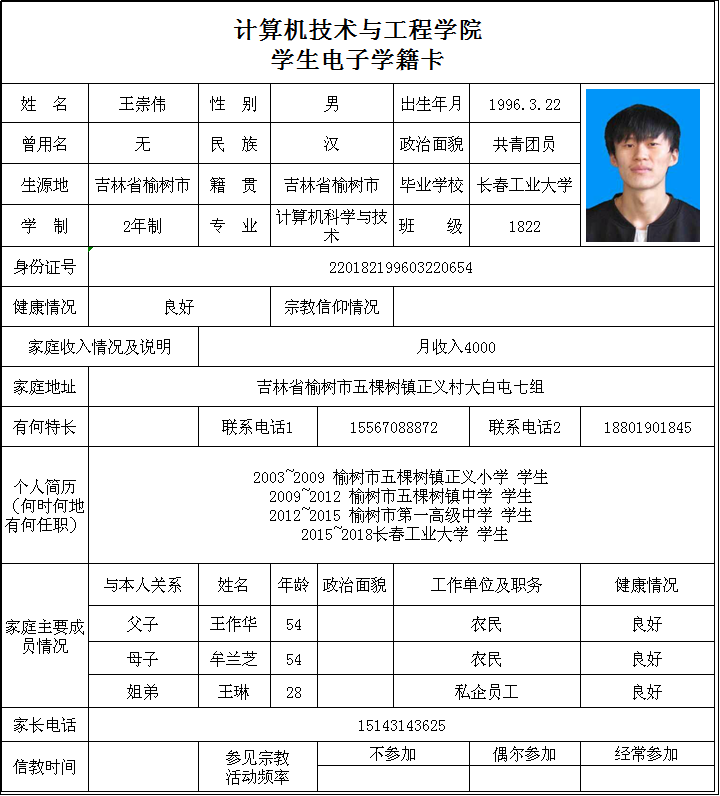 计算机技术与工程学院
学生电子学籍卡
姓 名 王崇伟 性 别 男 出生年月 1996.3.22
曾用名 无 民 族 汉 政治面貌 共青团员
生源地 吉林省榆树市 籍 贯 吉林省榆树市 毕业学校 长春工业大学
学 制 2年制 专 业 计算机科学与技术 班 级 1822
身份证号 220182199603220654
健康情况 良好 宗教信仰情况
家庭收入情况及说明 月收入4000
家庭地址 吉林省榆树市五棵树镇正义村大白屯七组
有何特长 联系电话1 15567088872 联系电话2 18801901845
个人简历
（何时何地
有何任职）
2003~2009 榆树市五棵树镇正义小学 学生
2009~2012 榆树市五棵树镇中学 学生
2012~2015 榆树市第一高级中学 学生
2015~2018长春工业大学 学生
家庭主要成
员情况
与本人关系 姓名 年龄 政治面貌 工作单位及职务 健康情况
父子 王作华 54 农民 良好
母子 牟兰芝 54 农民 良好
姐弟 王琳 28 私企员工 良好
家长电话 15143143625
信教时间 参见宗教
活动频率 不参加 偶尔参加 经常参加